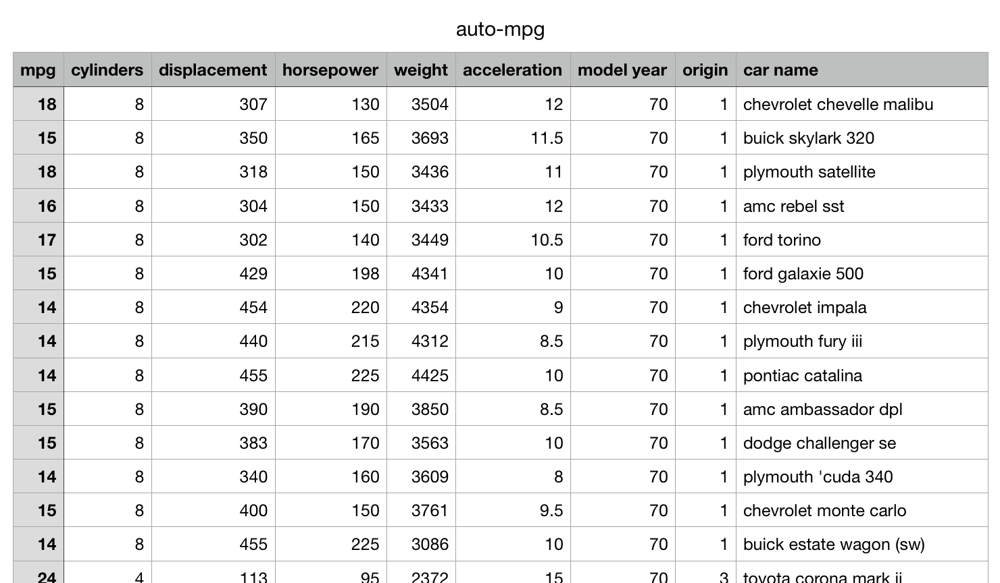 auto-mpg
mpg cylinders displacement horsepower weight acceleration model year origin car name
18 8 307 130 3504 12 70 1 chevrolet chevelle malibu
15 8 350 165 3693 11.5 70 1 buick skylark 320
18 8 318 150 3436 11 70 1 plymouth satellite
16 8 304 150 3433 12 70 1 amc rebel sst
17 8 302 140 3449 10.5 70 1 ford torino
15 8 429 198 4341 10 70 1 ford galaxie 500
14 8 454 220 4354 9 70 1 chevrolet impala
14 8 440 215 4312 8.5 70 1 plymouth fury iii
14 8 455 225 4425 10 70 1 pontiac catalina
15 8 390 190 3850 8.5 70 1 amc ambassador dpl
15 8 383 170 3563 10 70 1 dodge challenger se
14 8 340 160 3609 8 70 1 plymouth 'cuda 340
15 8 400 150 3761 9.5 70 1 chevrolet monte carlo
14 8 455 225 3086 10 70 1 buick estate wagon (sw)
24 4 113 95 2372 15 70 3 toyota corona mark ii